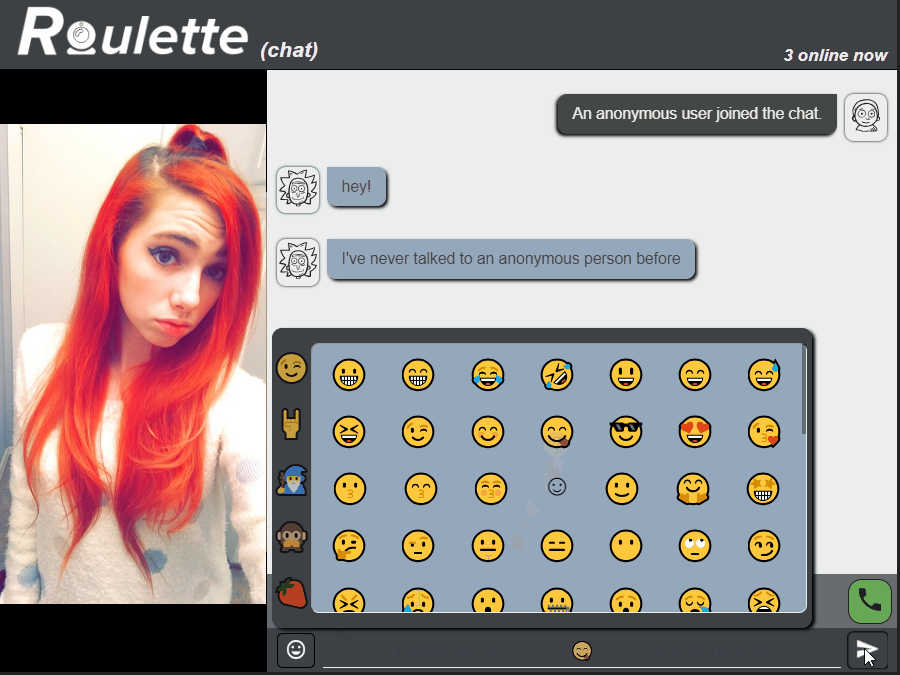 Roulette (chat)
3 online now
An anonymous user joined the chat.
hey!
I've never talked to an anonymous person before